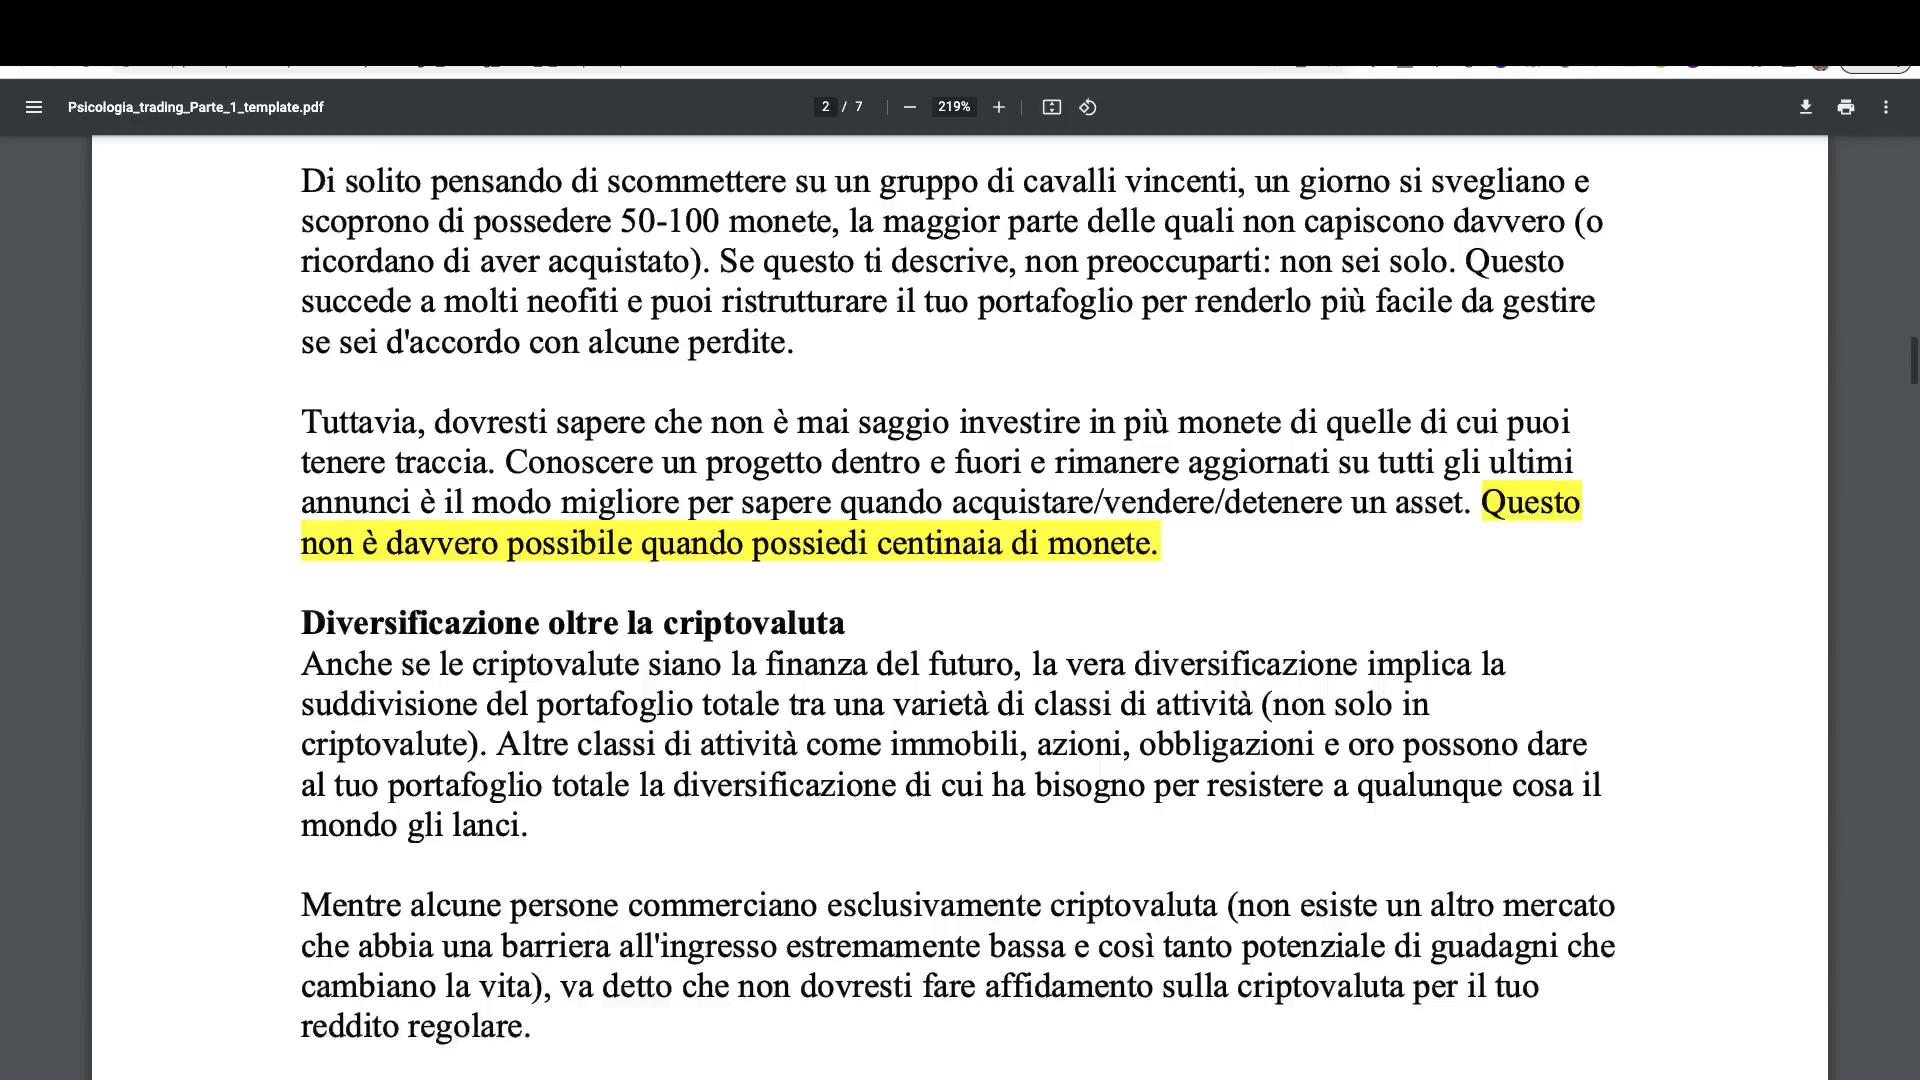 Psicologia_trading_Parte_1_template.pdf
2 / 7
219%
Di solito pensando di scommettere su un gruppo di cavalli vincenti, un giorno si svegliano e
scoprono di possedere 50-100 monete, la maggior parte delle quali non capiscono davvero (o
ricordano di aver acquistato). Se questo ti descrive, non preoccuparti: non sei solo. Questo
succede a molti neofiti e puoi ristrutturare il tuo portafoglio per renderlo più facile da gestire
se sei d'accordo con alcune perdite.
Tuttavia, dovresti sapere che non è mai saggio investire in più monete di quelle di cui puoi
tenere traccia. Conoscere un progetto dentro e fuori e rimanere aggiornati su tutti gli ultimi
annunci è il modo migliore per sapere quando acquistare/vendere/detenere un asset. Questo
non è davvero possibile quando possiedi centinaia di monete.
Diversificazione oltre la criptovaluta
Anche se le criptovalute siano la finanza del futuro, la vera diversificazione implica la
suddivisione del portafoglio totale tra una varietà di classi di attività (non solo in
criptovalute). Altre classi di attività come immobili, azioni, obbligazioni e oro possono dare
al tuo portafoglio totale la diversificazione di cui ha bisogno per resistere a qualunque cosa il
mondo gli lanci.
Mentre alcune persone commerciano esclusivamente criptovaluta (non esiste un altro mercato
che abbia una barriera all'ingresso estremamente bassa e così tanto potenziale di guadagni che
cambiano la vita), va detto che non dovresti fare affidamento sulla criptovaluta per il tuo
reddito regolare.